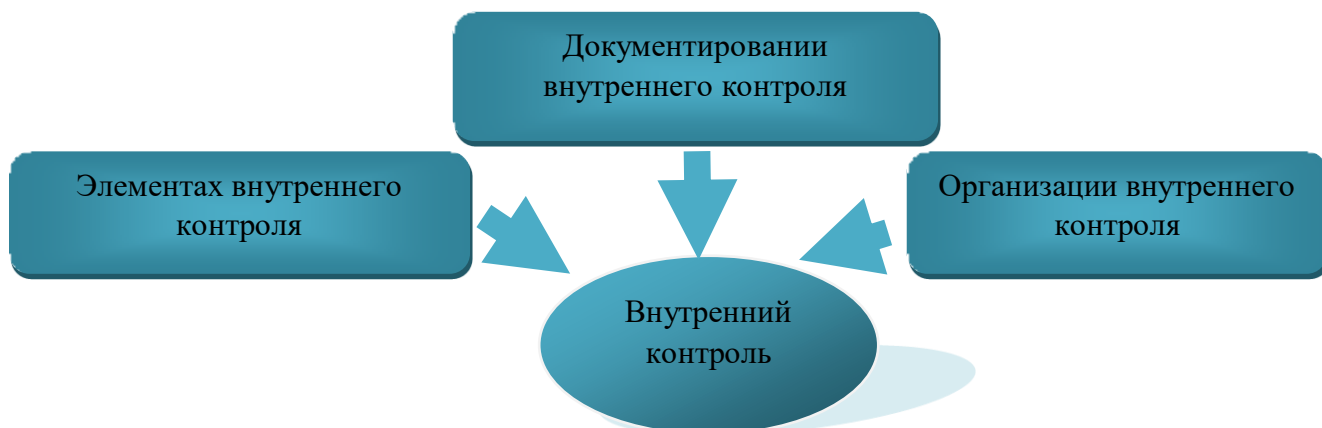 Документировании
внутреннего контроля
Элементах внутреннего
контроля
Организации внутреннего
контроля
Внутренний
контроль